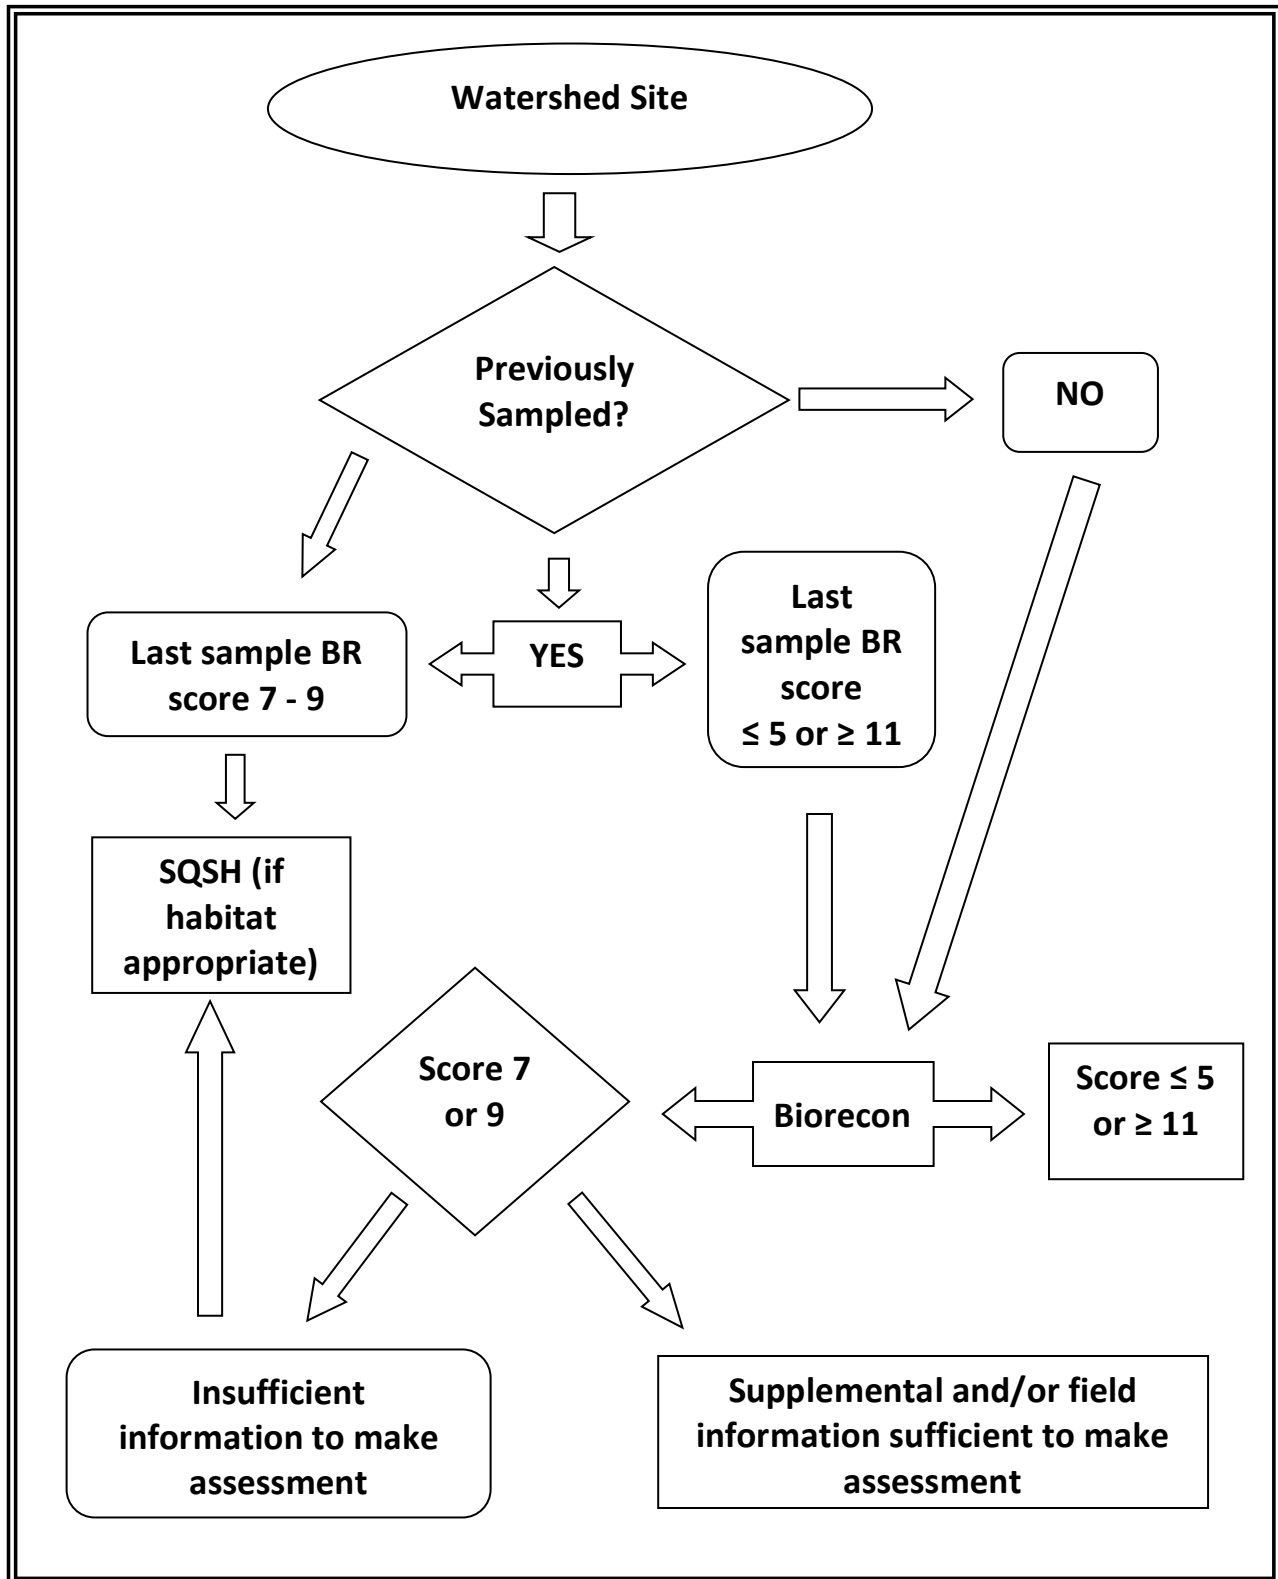 Watershed Site
Previously
Sampled?
NO
Last sample BR
score 7 - 9
YES
Last
sample BR
score
≤ 5 or ≥ 11
SQSH (if
habitat
appropriate)
Score 7
or 9
Biorecon
Score ≤ 5
or ≥ 11
Insufficient
information to make
assessment
Supplemental and/or field
information sufficient to make
assessment